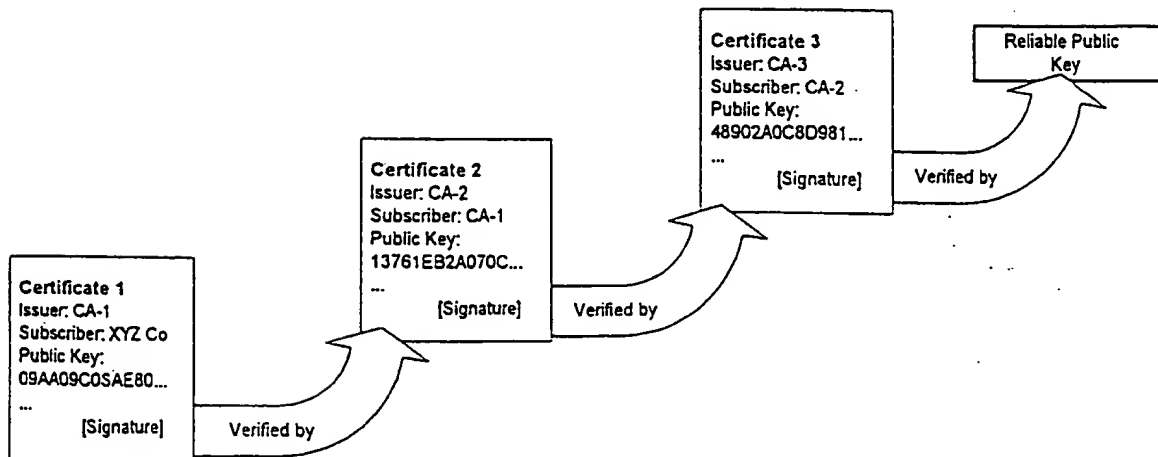 Certificate 1
Issuer: CA-1
Subscriber: XYZ Co
Public Key:
09AA09C0SAE80...
...
[Signature]
Verified by
Certificate 2
Issuer: CA-2
Subscriber: CA-1
Public Key:
13761EB2A070C...
...
[Signature]
Verified by
Certificate 3
Issuer: CA-3
Subscriber: CA-2
Public Key:
48902A0C8D981...
...
[Signature]
Verified by
Reliable Public
Key